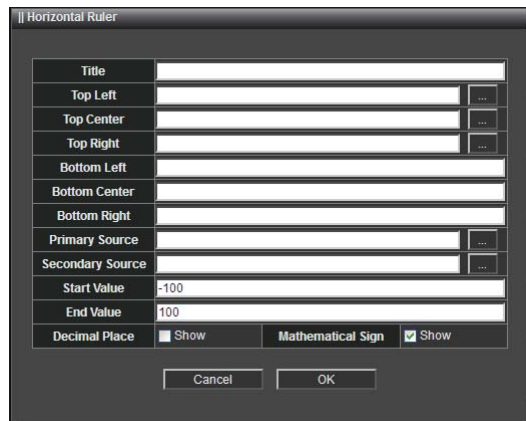 || Horizontal Ruler
Title
Top Left ...
Top Center ...
Top Right ...
Bottom Left
Bottom Center
Bottom Right
Primary Source ...
Secondary Source ...
Start Value -100
End Value 100
Decimal Place Show Mathematical Sign Show
Cancel OK